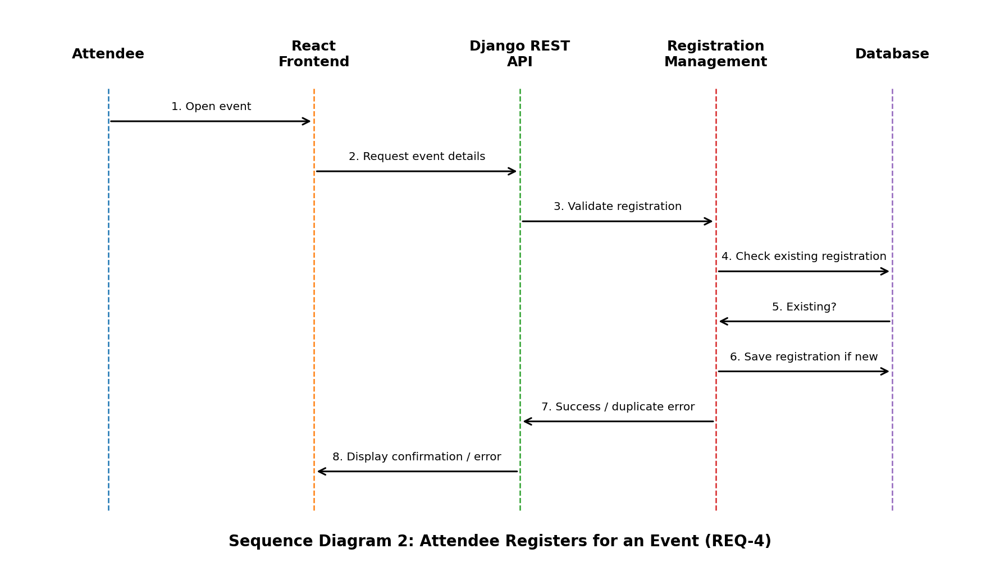 Attendee
React
Frontend
Django REST
API
Registration
Management
Database
1. Open event
2. Request event details
3. Validate registration
4. Check existing registration
5. Existing?
6. Save registration if new
7. Success / duplicate error
8. Display confirmation / error
Sequence Diagram 2: Attendee Registers for an Event (REQ-4)